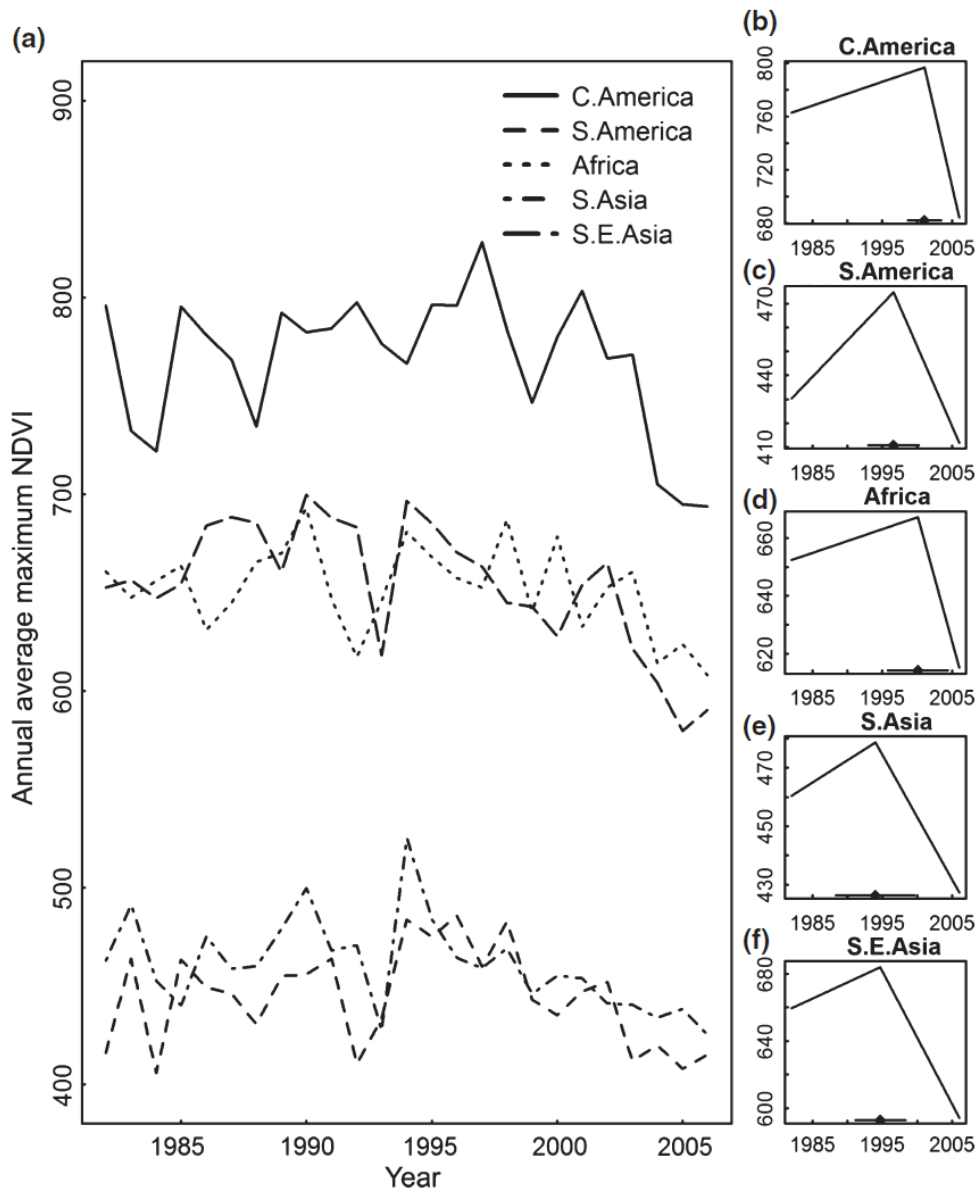 (a)
Annual average maximum NDVI
900
800
700
600
500
400
C.America
S.America
Africa
S.Asia
S.E.Asia
1985 1990 1995 2000 2005
Year
(b)
C.America
800
760
720
680
1985 1995 2005
(c)
S.America
470
440
410
1985 1995 2005
(d)
Africa
660
640
620
1985 1995 2005
(e)
S.Asia
470
450
430
1985 1995 2005
(f)
S.E.Asia
680
640
600
1985 1995 2005